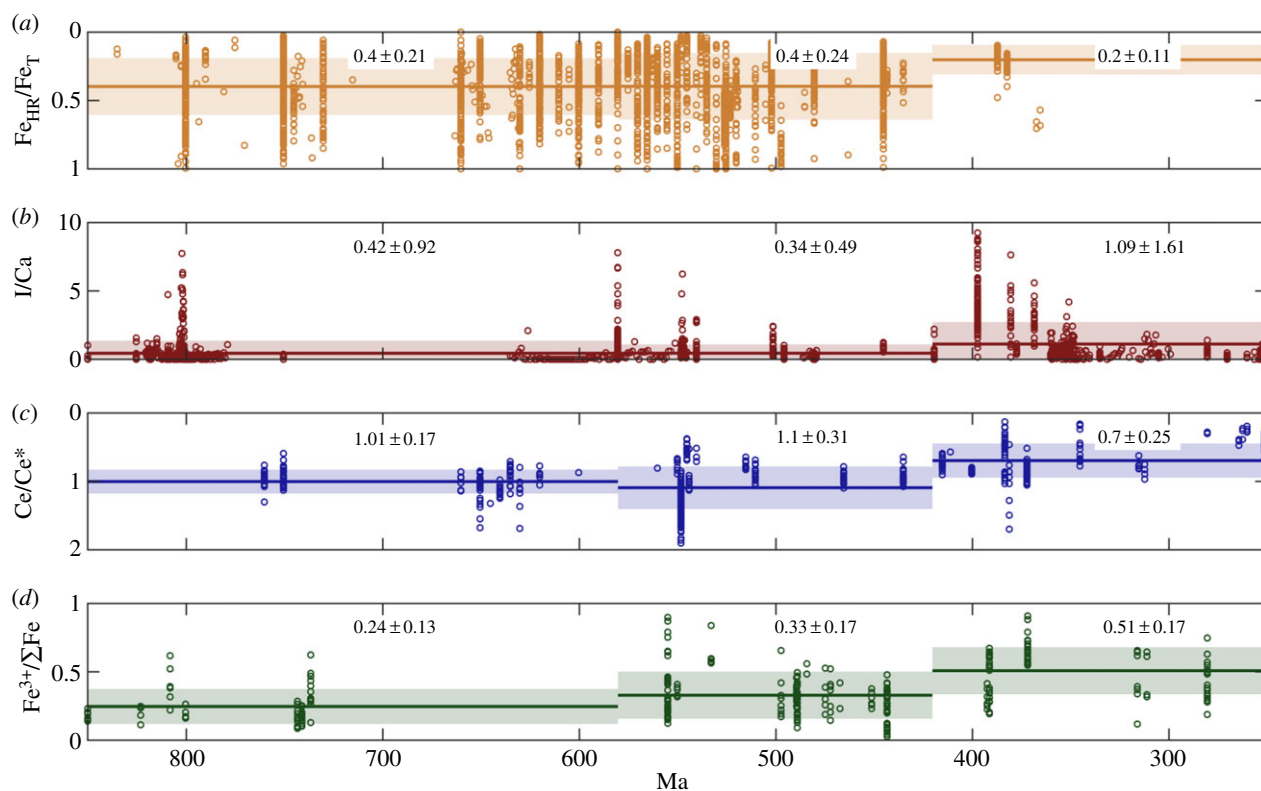 (a)
0
0.5
1
Fe_HR/Fe_T
0.4 ± 0.21
0.4 ± 0.24
0.2 ± 0.11
(b)
10
5
0
I/Ca
0.42 ± 0.92
0.34 ± 0.49
1.09 ± 1.61
(c)
0
1
2
Ce/Ce*
1.01 ± 0.17
1.1 ± 0.31
0.7 ± 0.25
(d)
1
0.5
0
Fe³⁺/∑Fe
0.24 ± 0.13
0.33 ± 0.17
0.51 ± 0.17
800 700 600 500 400 300
Ma